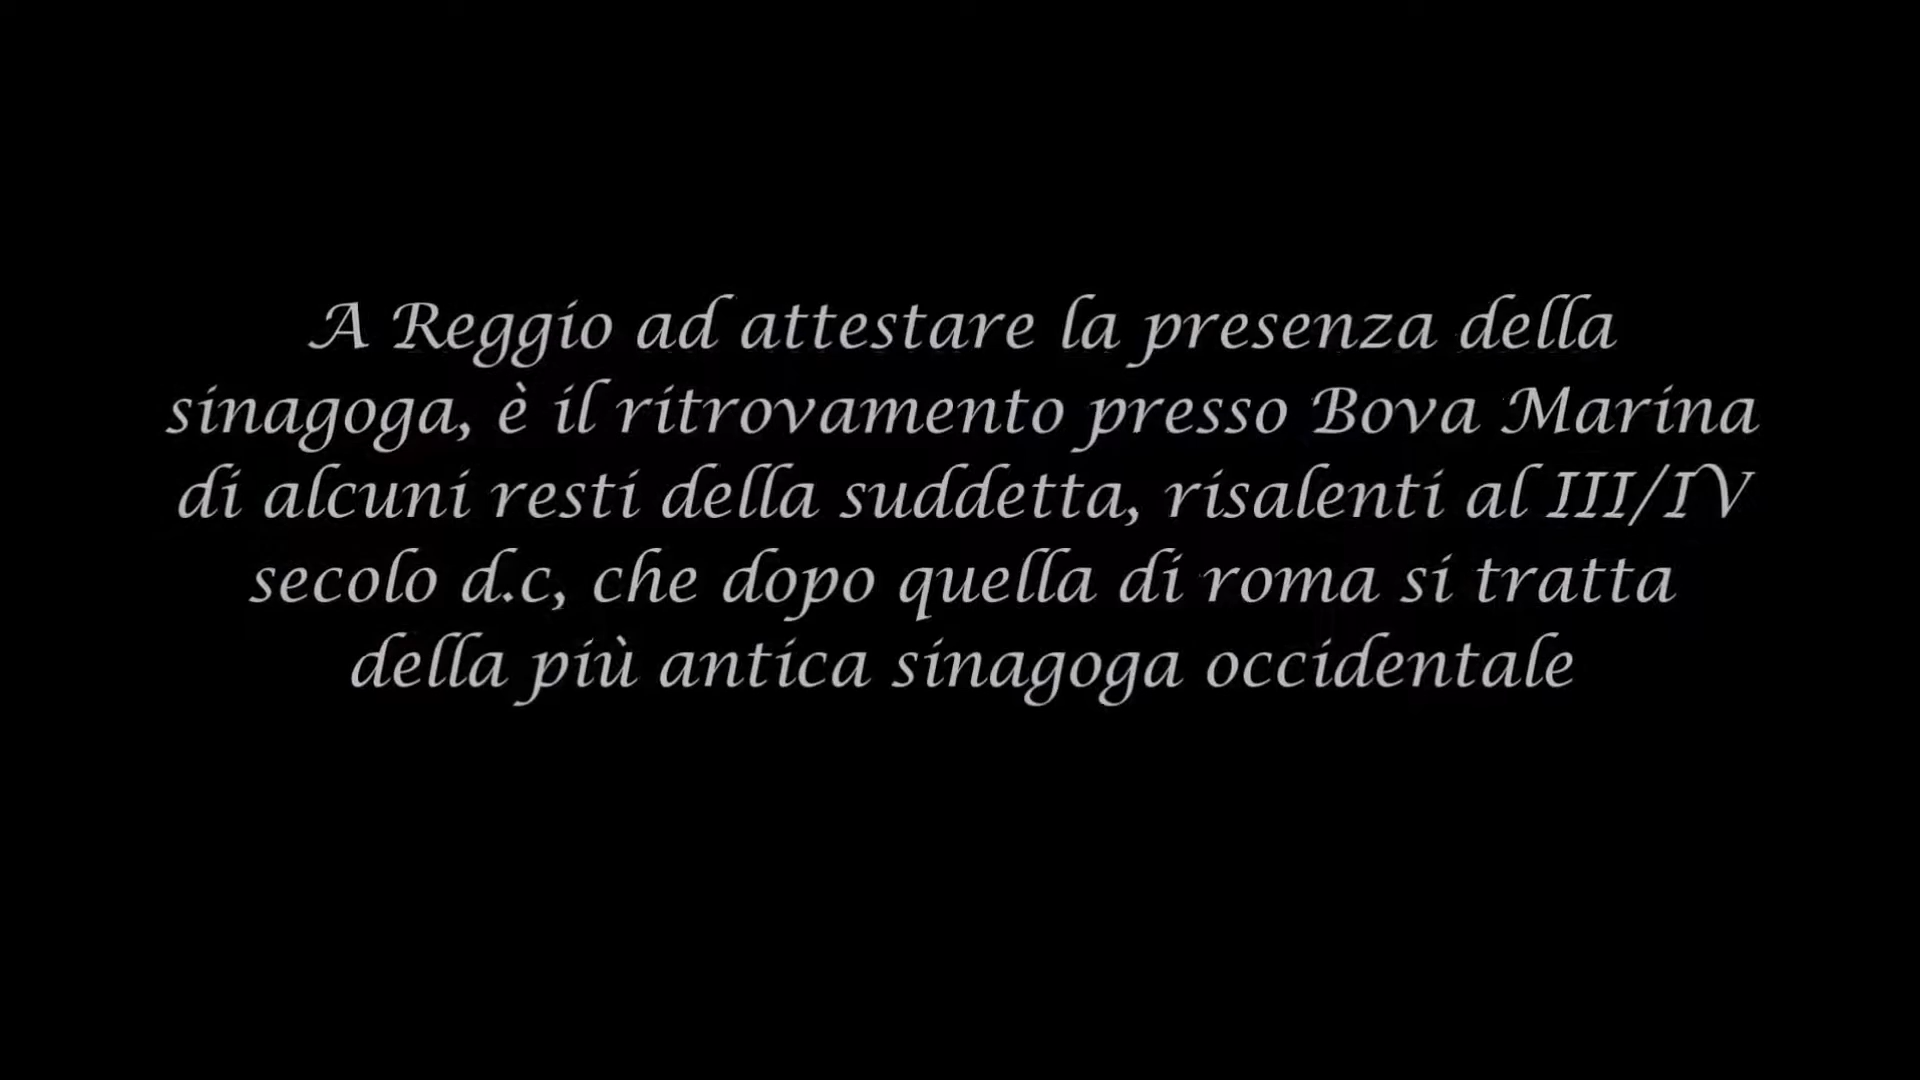 A Reggio ad attestare la presenza della
sinagoga, è il ritrovamento presso Bova Marina
di alcuni resti della suddetta, risalenti al III/IV
secolo d.c, che dopo quella di roma si tratta
della più antica sinagoga occidentale